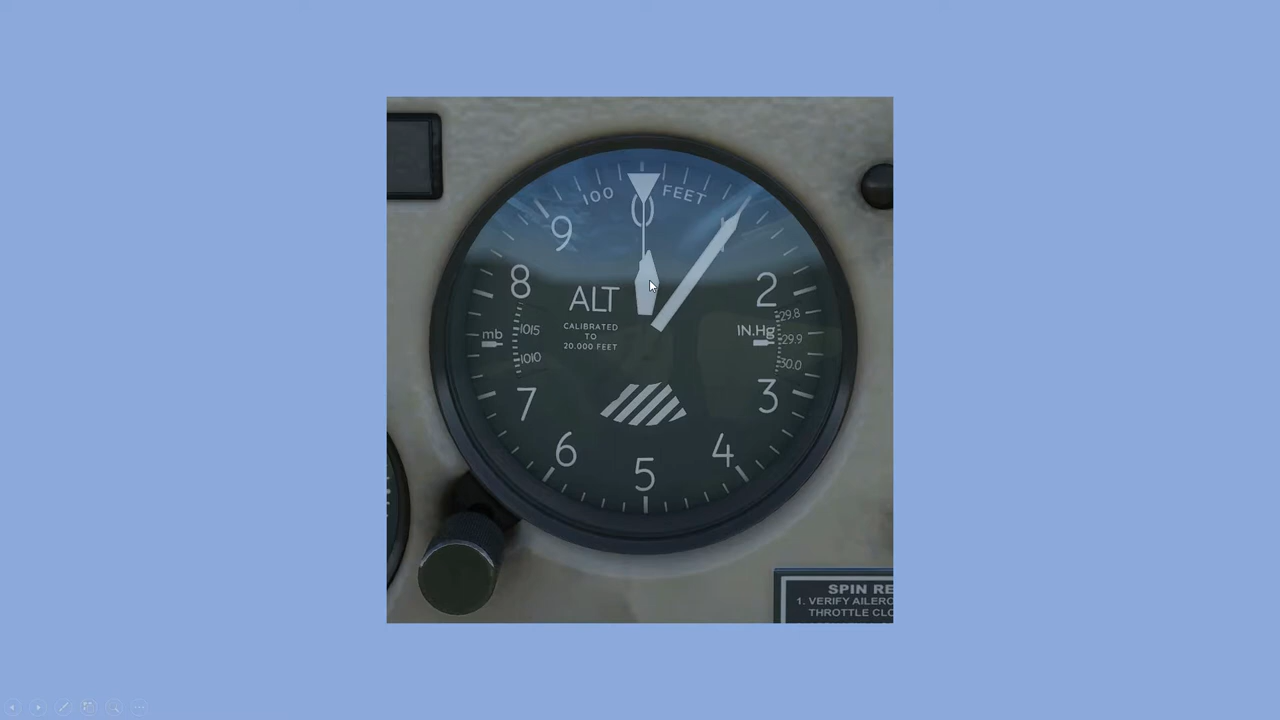 100 FEET
0
9
8
2
ALT
CALIBRATED
TO
20.000 FEET
mb
1015
1010
IN.Hg
29.8
29.9
30.0
7
3
6
4
5
SPIN RE
1. VERIFY AILERO
THROTTLE CLO